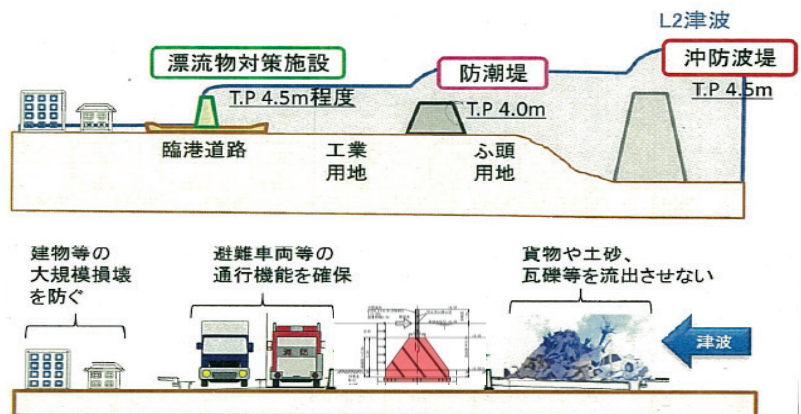 L2津波
漂流物対策施設
防潮堤
沖防波堤
T.P 4.5m程度
T.P 4.0m
T.P 4.5m
臨港道路
工業
用地
ふ頭
用地
建物等の
大規模損壊
を防ぐ
避難車両等の
通行機能を確保
貨物や土砂、
瓦礫等を流出させない
消防
津波